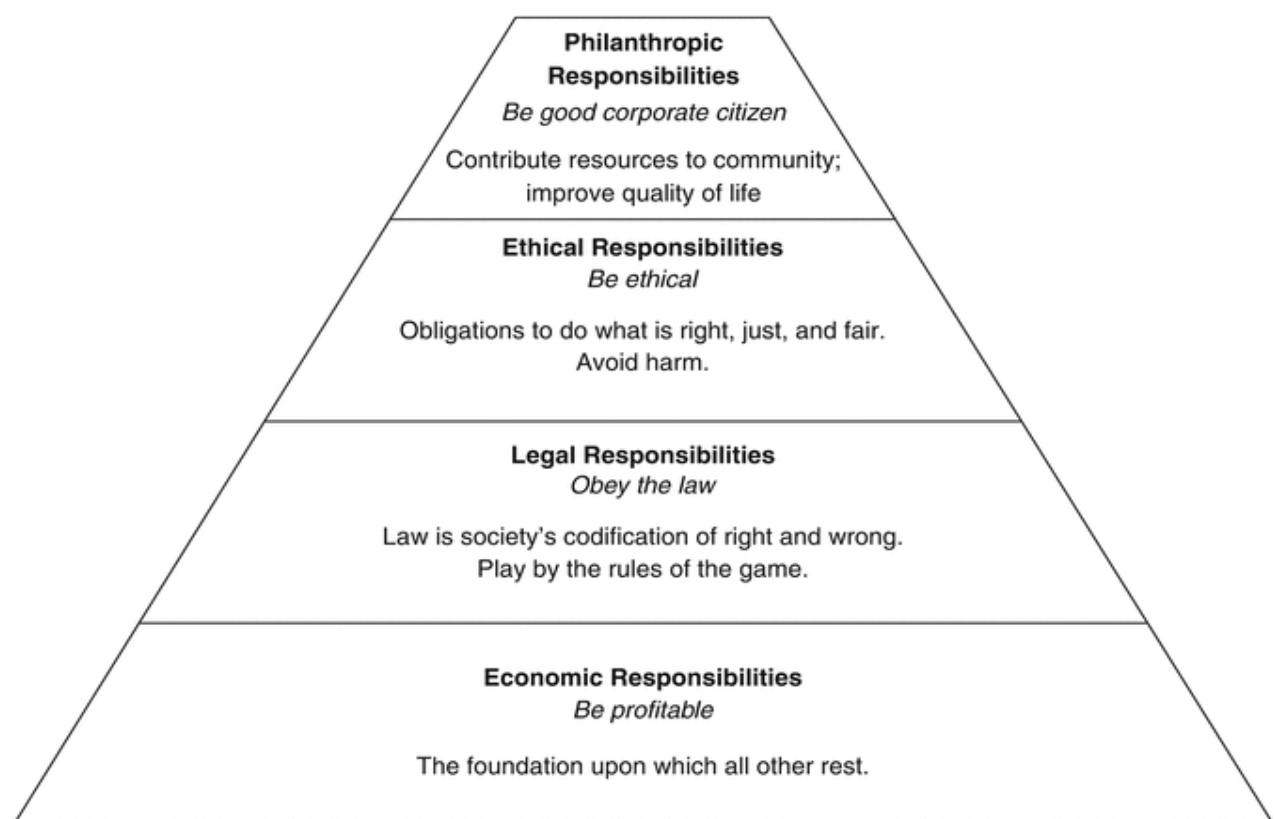 Philanthropic
Responsibilities
Be good corporate citizen
Contribute resources to community;
improve quality of life
Ethical Responsibilities
Be ethical
Obligations to do what is right, just, and fair.
Avoid harm.
Legal Responsibilities
Obey the law
Law is society’s codification of right and wrong.
Play by the rules of the game.
Economic Responsibilities
Be profitable
The foundation upon which all other rest.